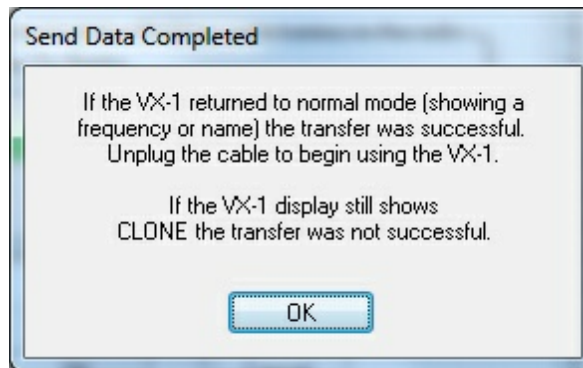 Send Data Completed
If the VX-1 returned to normal mode (showing a
frequency or name) the transfer was successful.
Unplug the cable to begin using the VX-1.
If the VX-1 display still shows
CLONE the transfer was not successful.
OK